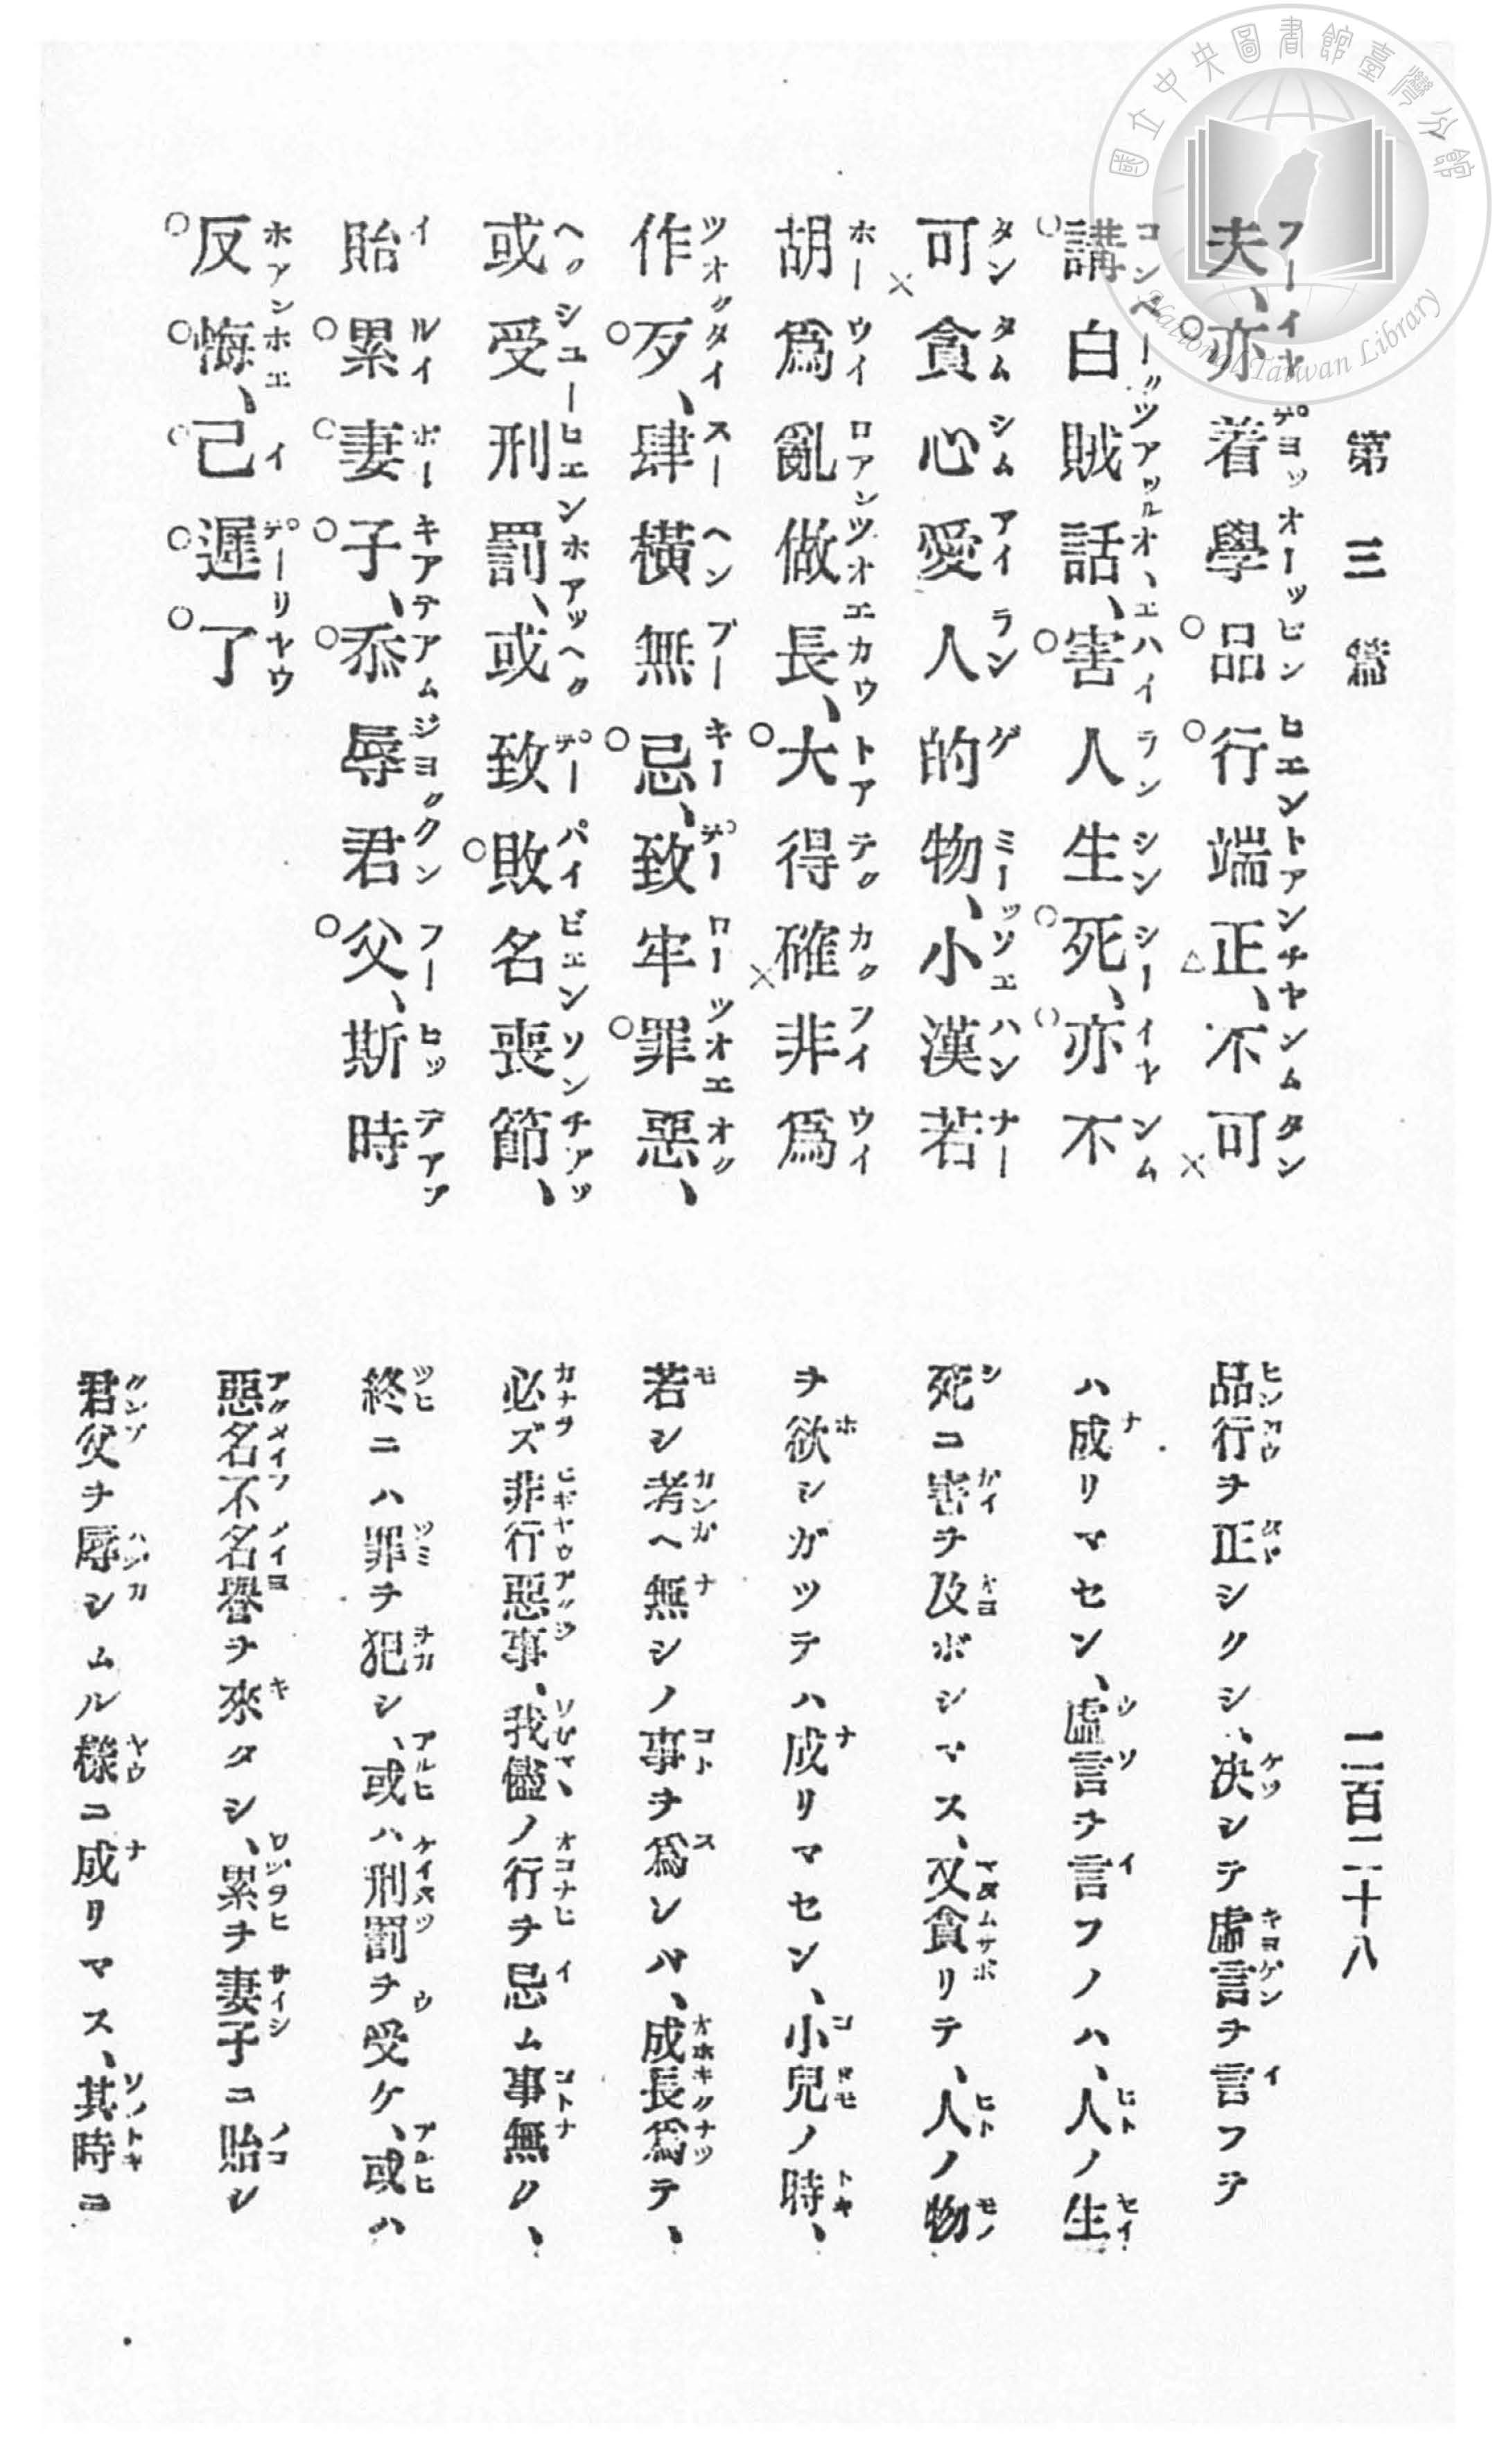 國立中央圖書館臺灣分館
National Taiwan Library
第三篇
二百二十八
夫、亦着學品行端正、不可
講白賊話、害人生死、亦不
可貪心愛人的物、小漢若
胡爲亂做長、大得確非爲
作歹、肆橫無忌、致牢罪惡、
或受刑罰、或致敗名喪節、
貽累妻子、忝辱君父、斯時
反悔、己遲了
品行ヲ正シクシ、决シテ虛言ヲ言フテ
ハ成リマセン、虛言ヲ言フノハ、人ノ生
死ニ害ヲ及ボシマス、又貪リテ、人ノ物
ヲ欲シガツテハ成リマセン、小兒ノ時、
若シ考ヘ無シノ事ヲ爲シバ、成長爲テ、
必ズ非行惡事、我儘ノ行ヲ忌ム事無ク、
終ニハ罪ヲ犯シ、或ハ刑罰ヲ受ケ、或ハ
惡名不名譽ヲ來タシ、累ヲ妻子ニ貽シ
君父ヲ辱シムル樣ニ成リマス、其時ニ